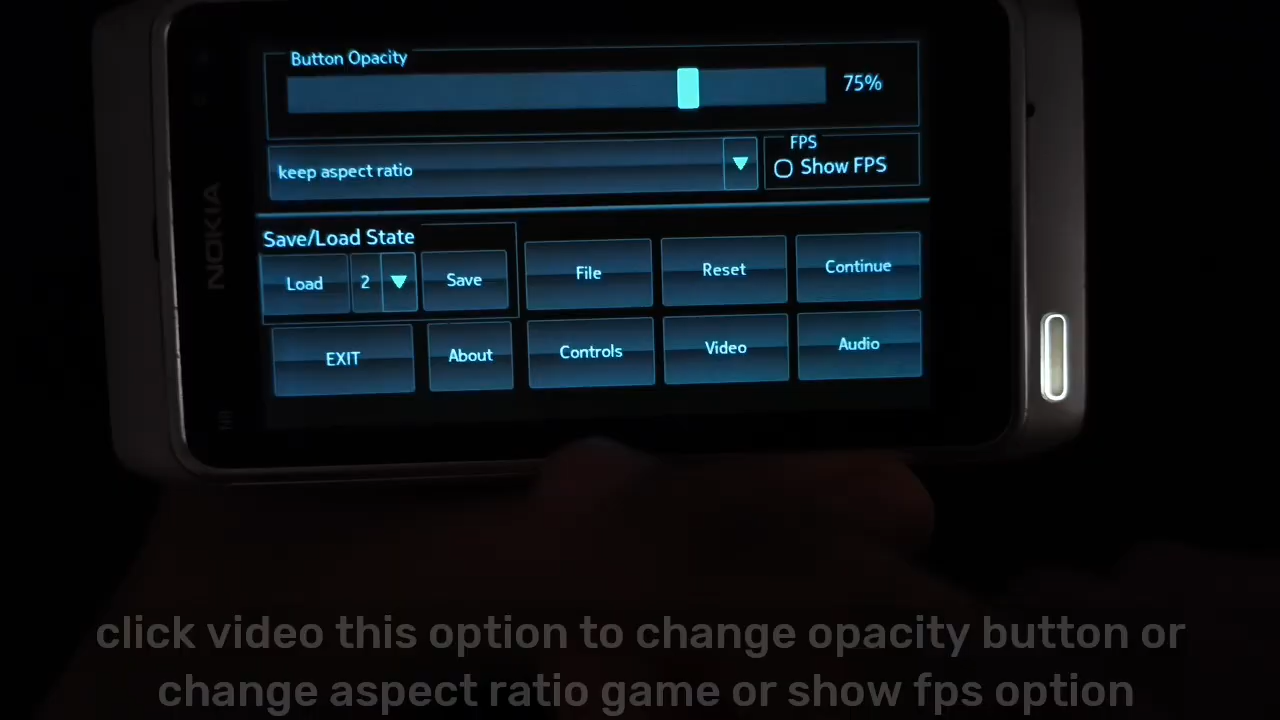 Button Opacity
75%
keep aspect ratio
FPS
Show FPS
NOKIA
Save/Load State
Load
2
Save
File
Reset
Continue
EXIT
About
Controls
Video
Audio
N8
click video this option to change opacity button or
change aspect ratio game or show fps option